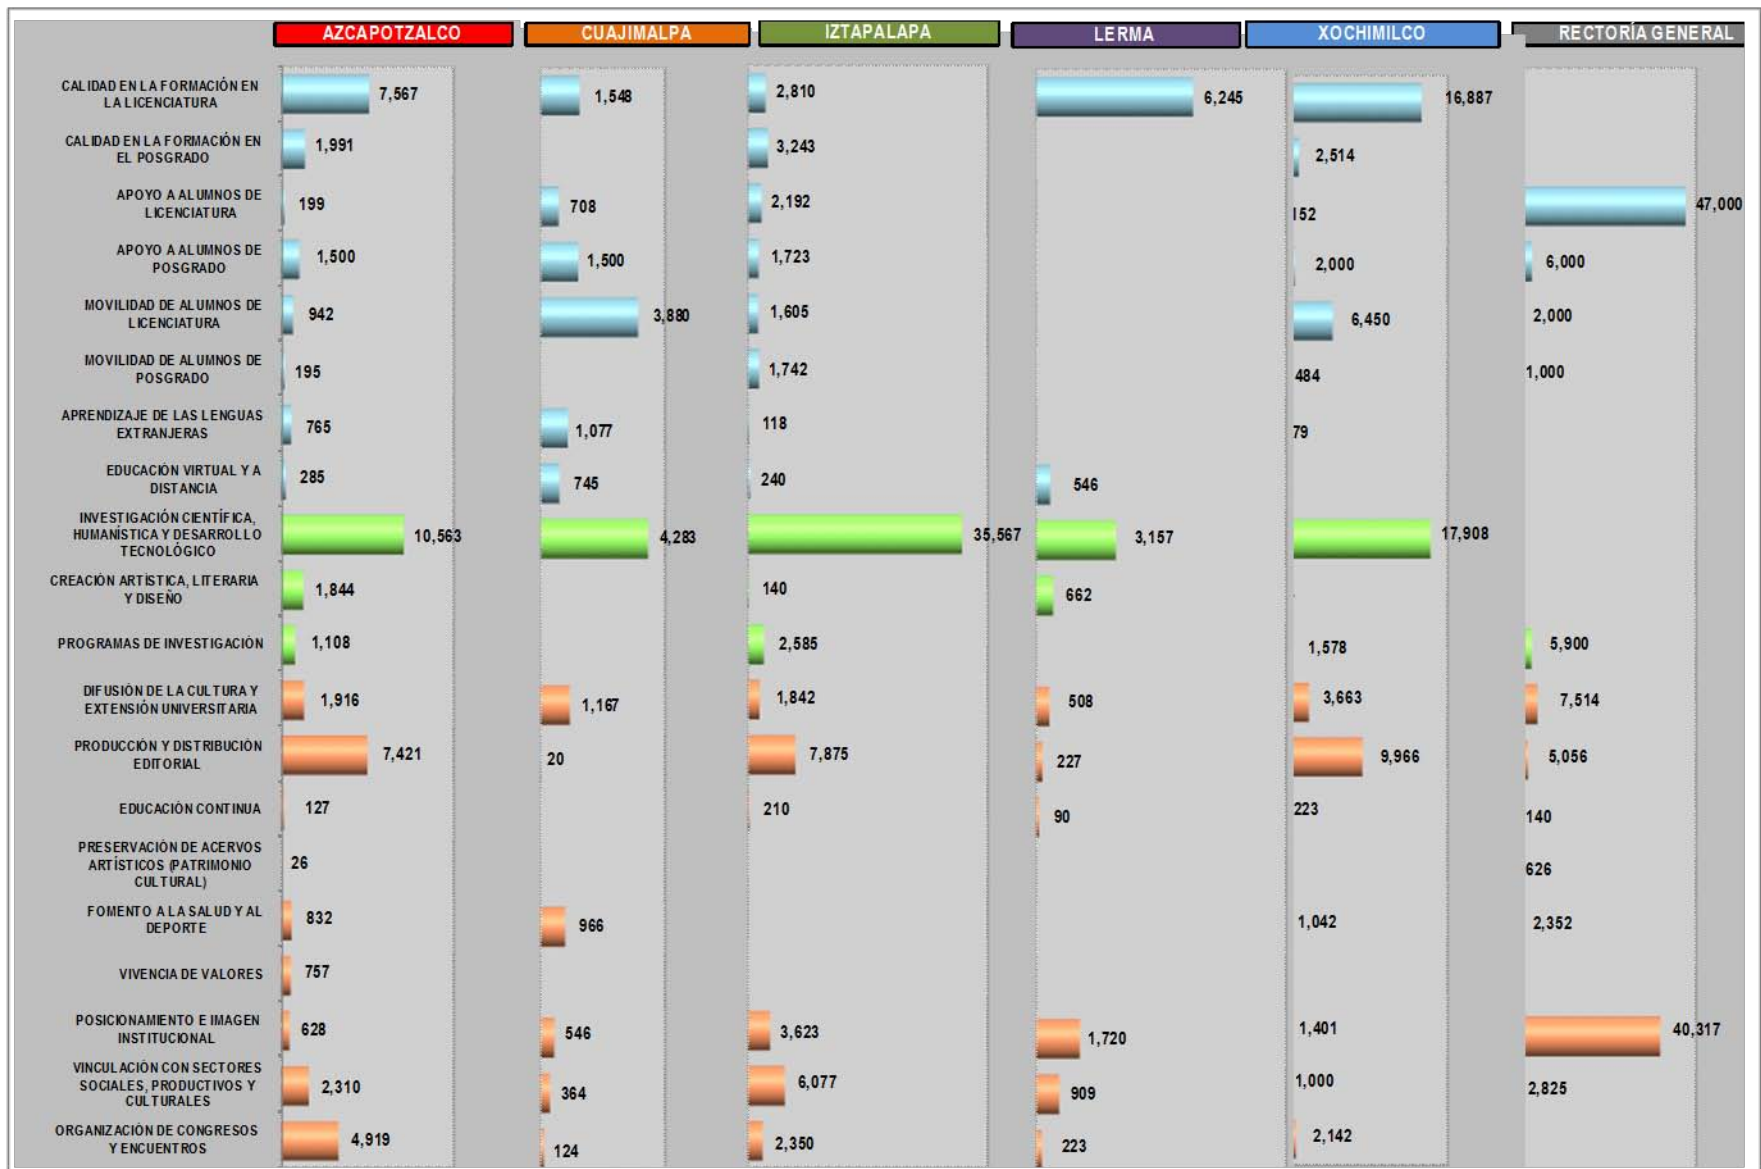 AZCAPOTZALCO CUAJIMALPA IZTAPALAPA LERMA XOCHIMILCO RECTORÍA GENERAL
CALIDAD EN LA FORMACIÓN EN
LA LICENCIATURA
7,567 1,548 2,810 6,245 16,887
CALIDAD EN LA FORMACIÓN EN
EL POSGRADO
1,991 3,243 2,514
APOYO A ALUMNOS DE
LICENCIATURA
199 708 2,192 152 47,000
APOYO A ALUMNOS DE
POSGRADO
1,500 1,500 1,723 2,000 6,000
MOVILIDAD DE ALUMNOS DE
LICENCIATURA
942 3,880 1,605 6,450 2,000
MOVILIDAD DE ALUMNOS DE
POSGRADO
195 1,742 484 1,000
APRENDIZAJE DE LAS LENGUAS
EXTRANJERAS
765 1,077 118 79
EDUCACIÓN VIRTUAL Y A
DISTANCIA
285 745 240 546
INVESTIGACIÓN CIENTÍFICA,
HUMANÍSTICA Y DESARROLLO
TECNOLÓGICO
10,563 4,283 35,567 3,157 17,908
CREACIÓN ARTÍSTICA, LITERARIA
Y DISEÑO
1,844 140 662 -
PROGRAMAS DE INVESTIGACIÓN
1,108 2,585 1,578 5,900
DIFUSIÓN DE LA CULTURA Y
EXTENSIÓN UNIVERSITARIA
1,916 1,167 1,842 508 3,663 7,514
PRODUCCIÓN Y DISTRIBUCIÓN
EDITORIAL
7,421 20 7,875 227 9,966 5,056
EDUCACIÓN CONTINUA
127 210 90 223 140
PRESERVACIÓN DE ACERVOS
ARTÍSTICOS (PATRIMONIO
CULTURAL)
26 626
FOMENTO A LA SALUD Y AL
DEPORTE
832 966 1,042 2,352
VIVENCIA DE VALORES
757
POSICIONAMIENTO E IMAGEN
INSTITUCIONAL
628 546 3,623 1,720 1,401 40,317
VINCULACIÓN CON SECTORES
SOCIALES, PRODUCTIVOS Y
CULTURALES
2,310 364 6,077 909 1,000 2,825
ORGANIZACIÓN DE CONGRESOS
Y ENCUENTROS
4,919 124 2,350 223 2,142